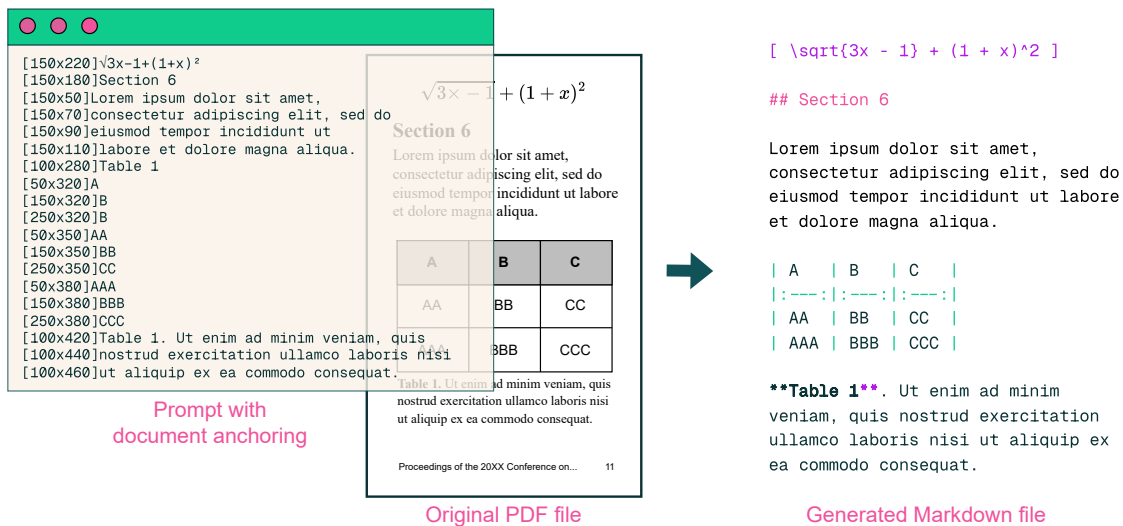 [150x220]√3x−1+(1+x)²
[150x180]Section 6
[150x50]Lorem ipsum dolor sit amet,
[150x70]consectetur adipiscing elit, sed do
[150x90]eiusmod tempor incididunt ut
[150x110]labore et dolore magna aliqua.
[100x280]Table 1
[50x320]A
[150x320]B
[250x320]B
[50x350]AA
[150x350]BB
[250x350]CC
[50x380]AAA
[150x380]BBB
[250x380]CCC
[100x420]Table 1. Ut enim ad minim veniam, quis
[100x440]nostrud exercitation ullamco laboris nisi
[100x460]ut aliquip ex ea commodo consequat.
Prompt with
document anchoring
√3× − 1 + (1 + x)²
Section 6
Lorem ipsum dolor sit amet,
consectetur adipiscing elit, sed do
eiusmod tempor incididunt ut labore
et dolore magna aliqua.
A B C
AA BB CC
AAA BBB CCC
Table 1. Ut enim ad minim veniam, quis
nostrud exercitation ullamco laboris nisi
ut aliquip ex ea commodo consequat.
Proceedings of the 20XX Conference on... 11
Original PDF file
[ \sqrt{3x - 1} + (1 + x)^2 ]
## Section 6
Lorem ipsum dolor sit amet,
consectetur adipiscing elit, sed do
eiusmod tempor incididunt ut labore
et dolore magna aliqua.
| A | B | C |
|:---:|:---:|:---:|
| AA | BB | CC |
| AAA | BBB | CCC |
**Table 1**. Ut enim ad minim
veniam, quis nostrud exercitation
ullamco laboris nisi ut aliquip ex
ea commodo consequat.
Generated Markdown file